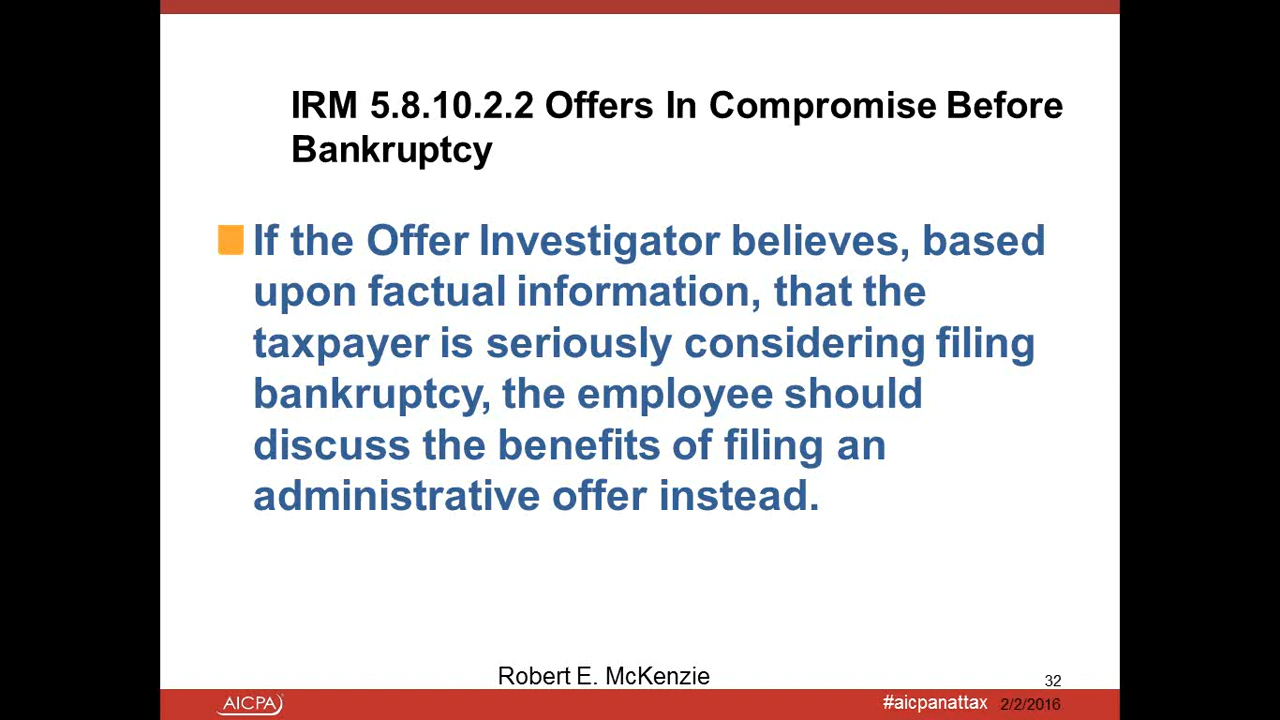 IRM 5.8.10.2.2 Offers In Compromise Before
Bankruptcy
If the Offer Investigator believes, based
upon factual information, that the
taxpayer is seriously considering filing
bankruptcy, the employee should
discuss the benefits of filing an
administrative offer instead.
Robert E. McKenzie
32
AICPA
#aicpanattax
2/2/2016